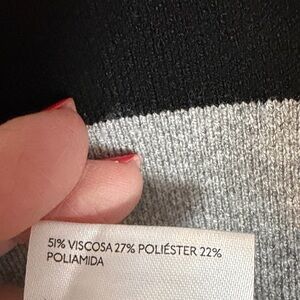 51% VISCOSA 27% POLIÉSTER 22%
POLIAMIDA